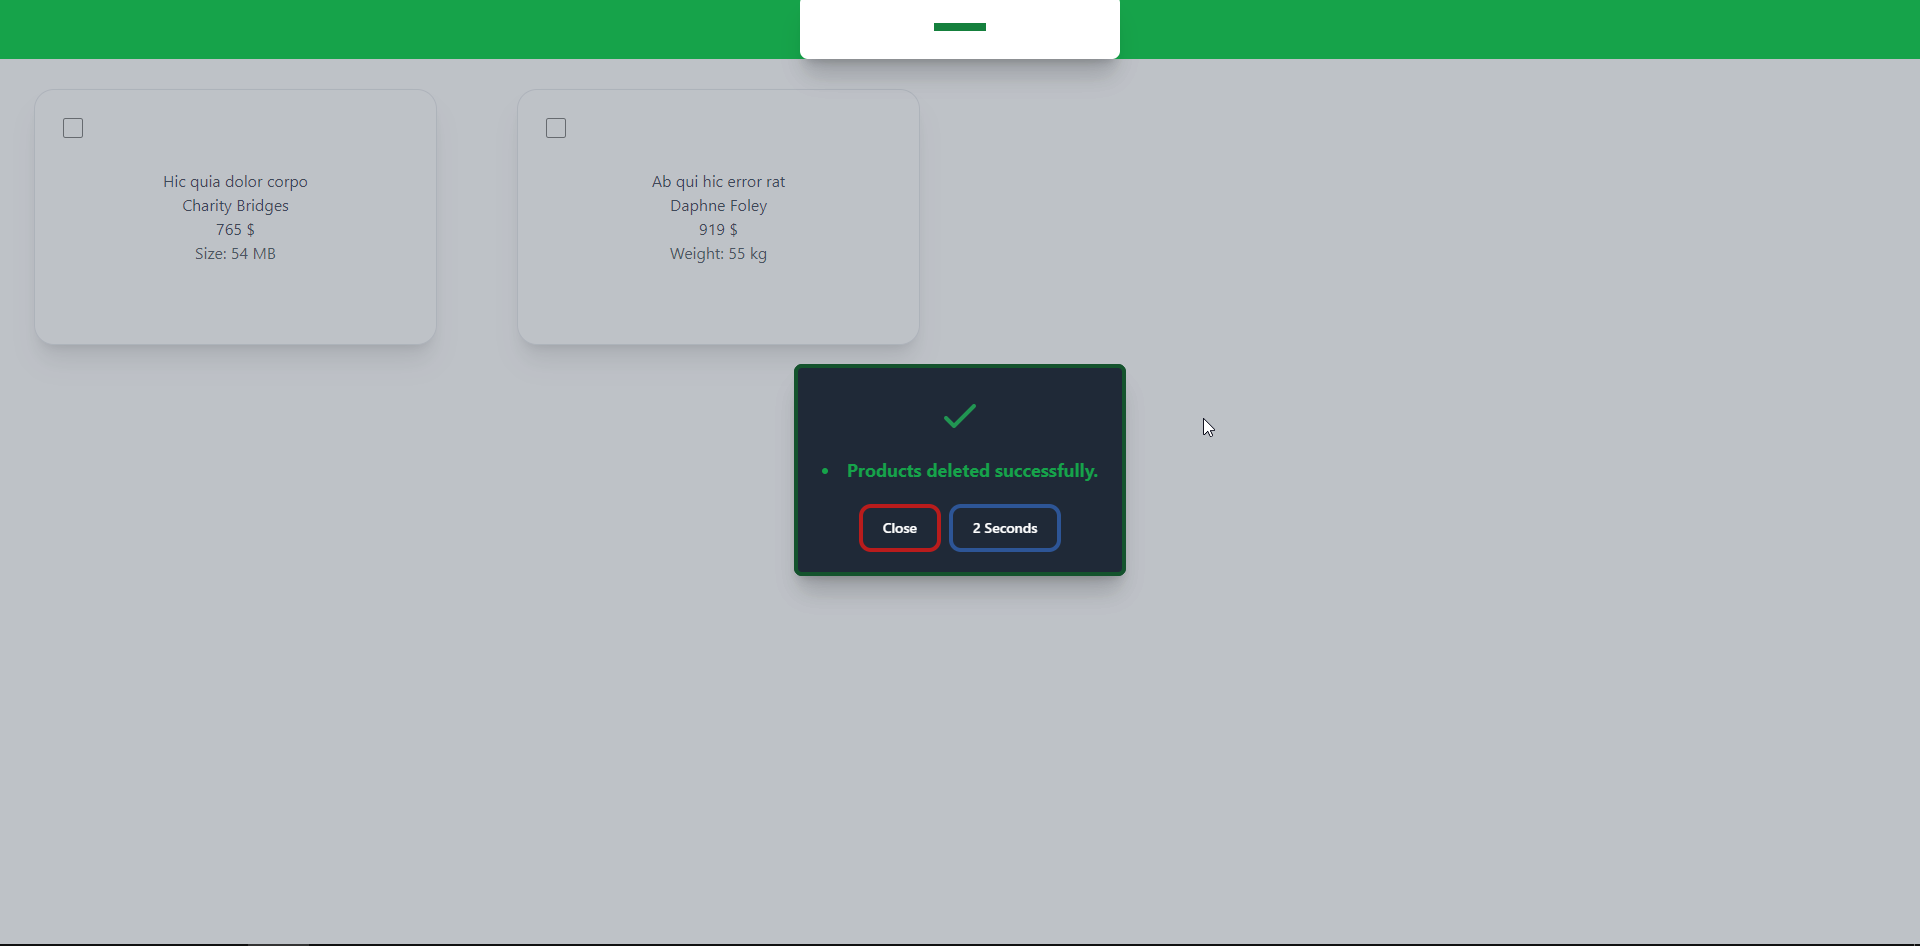 Hic quia dolor corpo
Charity Bridges
765 $
Size: 54 MB
Ab qui hic error rat
Daphne Foley
919 $
Weight: 55 kg
• Products deleted successfully.
Close
2 Seconds